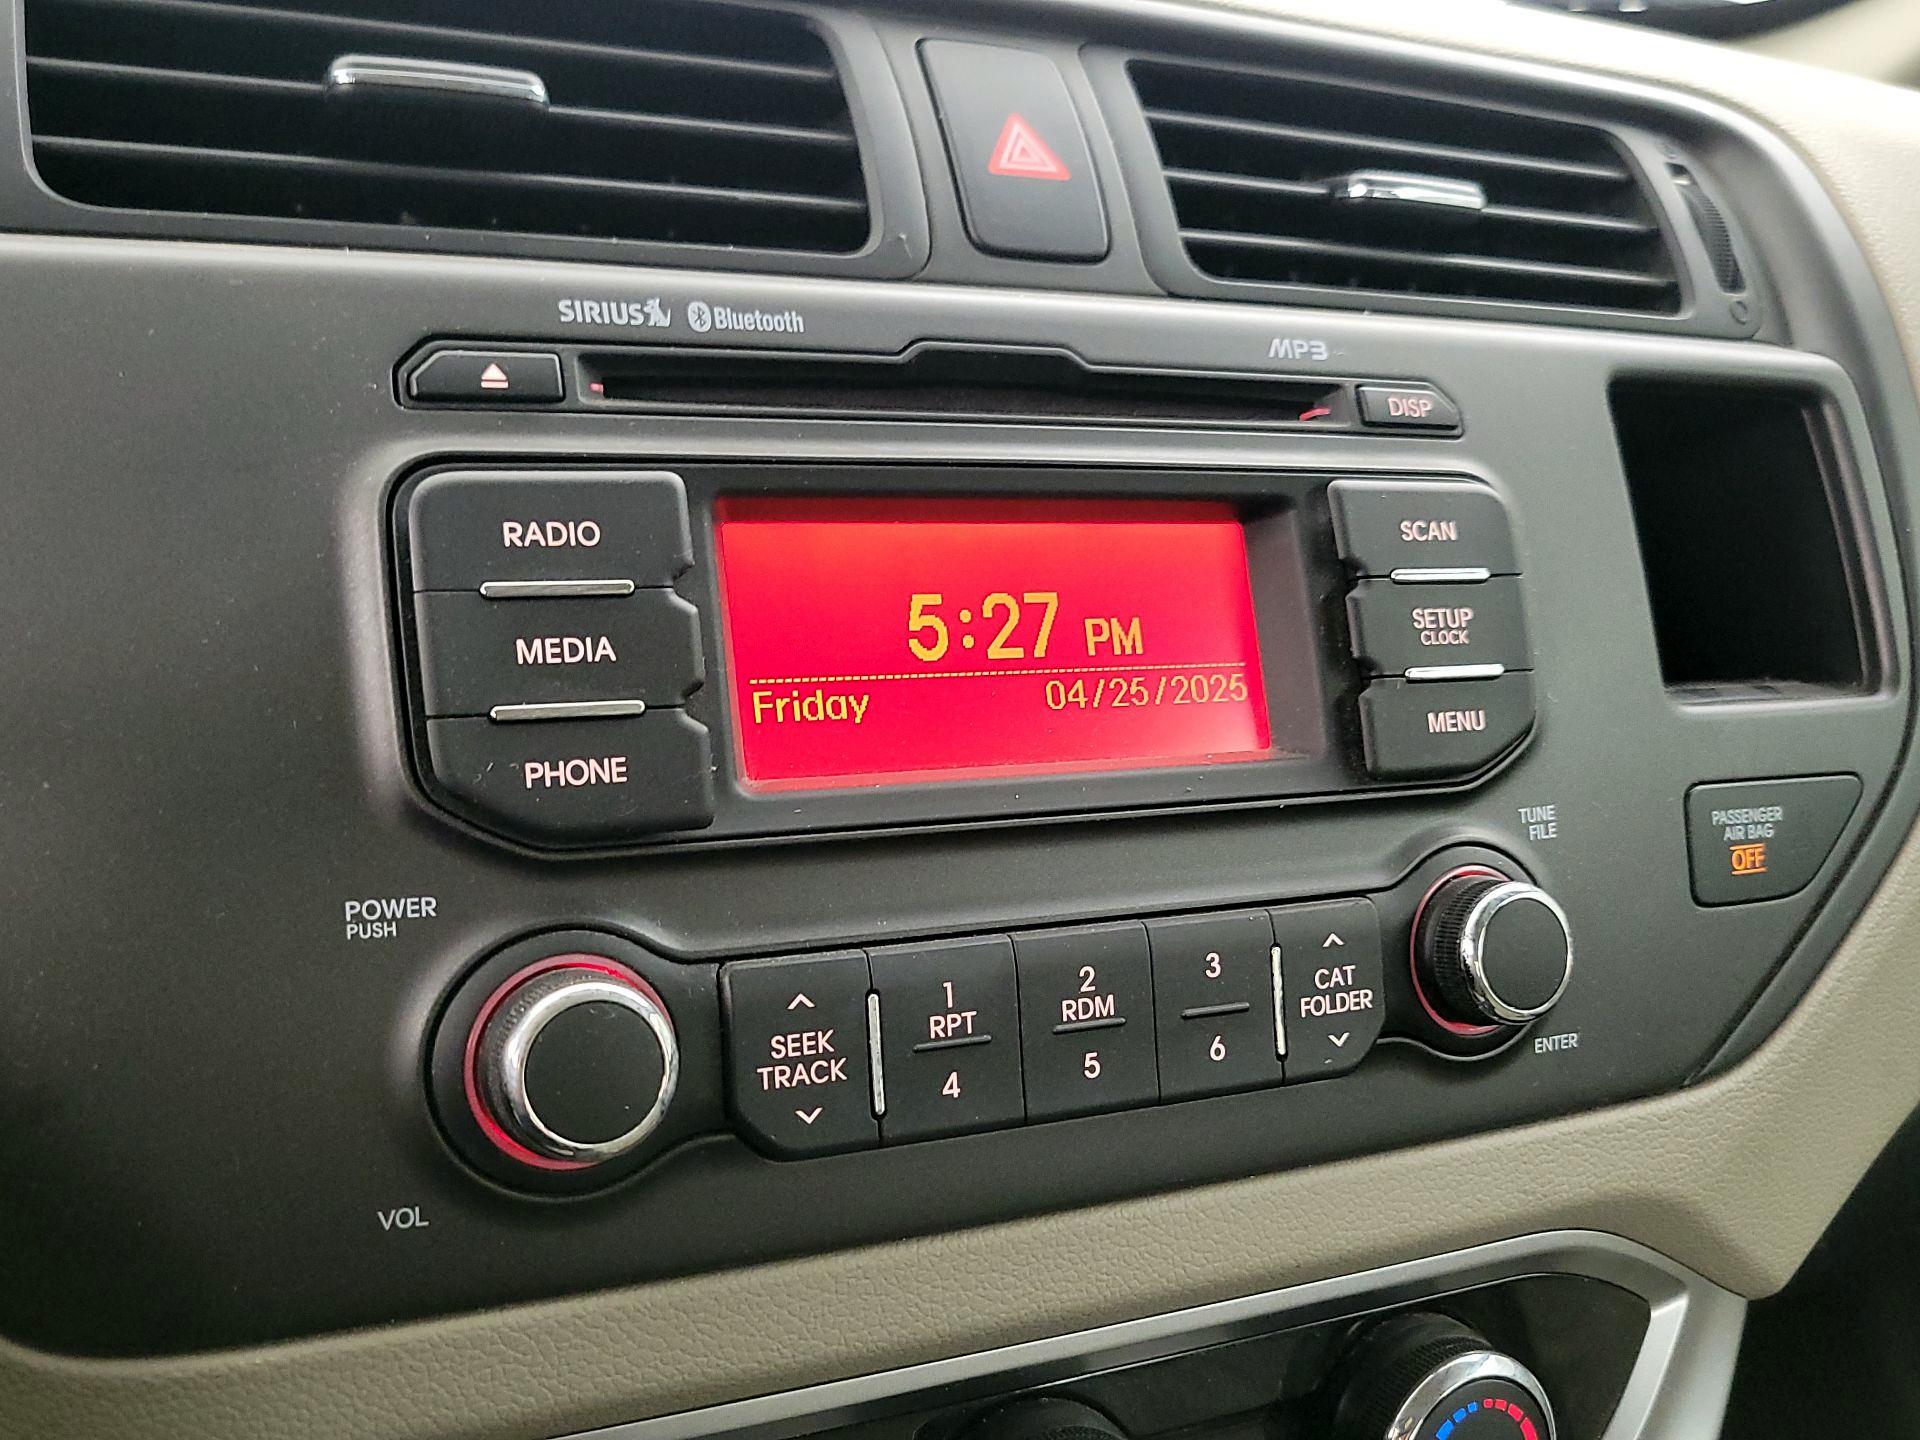 SIRIUS
Bluetooth
MP3
DISP
RADIO
MEDIA
PHONE
5:27 PM
Friday 04/25/2025
SCAN
SETUP
CLOCK
MENU
PASSENGER
AIR BAG
OFF
TUNE
FILE
ENTER
POWER
PUSH
VOL
SEEK
TRACK
1
RPT
4
2
RDM
5
3
6
CAT
FOLDER